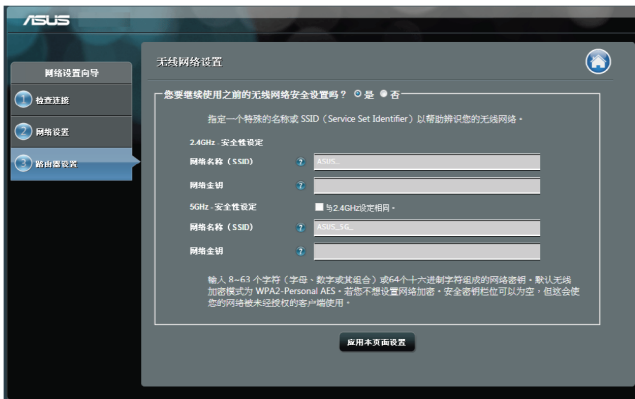 ASUS
网络设置向导
1 检查连接
2 网络设置
3 路由器设置
无线网络设置
您要继续使用之前的无线网络安全设置吗？ 是 否
指定一个特殊的名称或 SSID（Service Set Identifier）以帮助辨识您的无线网络。
2.4GHz - 安全性设定
网络名称（SSID） ? ASUS_
网络金钥 ?
5GHz - 安全性设定 与2.4GHz设定相同。
网络名称（SSID） ? ASUS_5G_
网络金钥 ?
输入 8~63 个字符（字母、数字或其组合）或64个十六进制字符组成的网络密钥。默认无线
加密模式为 WPA2-Personal AES。若您不想设置网络加密，安全密钥栏位可以为空，但这会使
您的网络被未经授权的客户端使用。
应用本页面设置